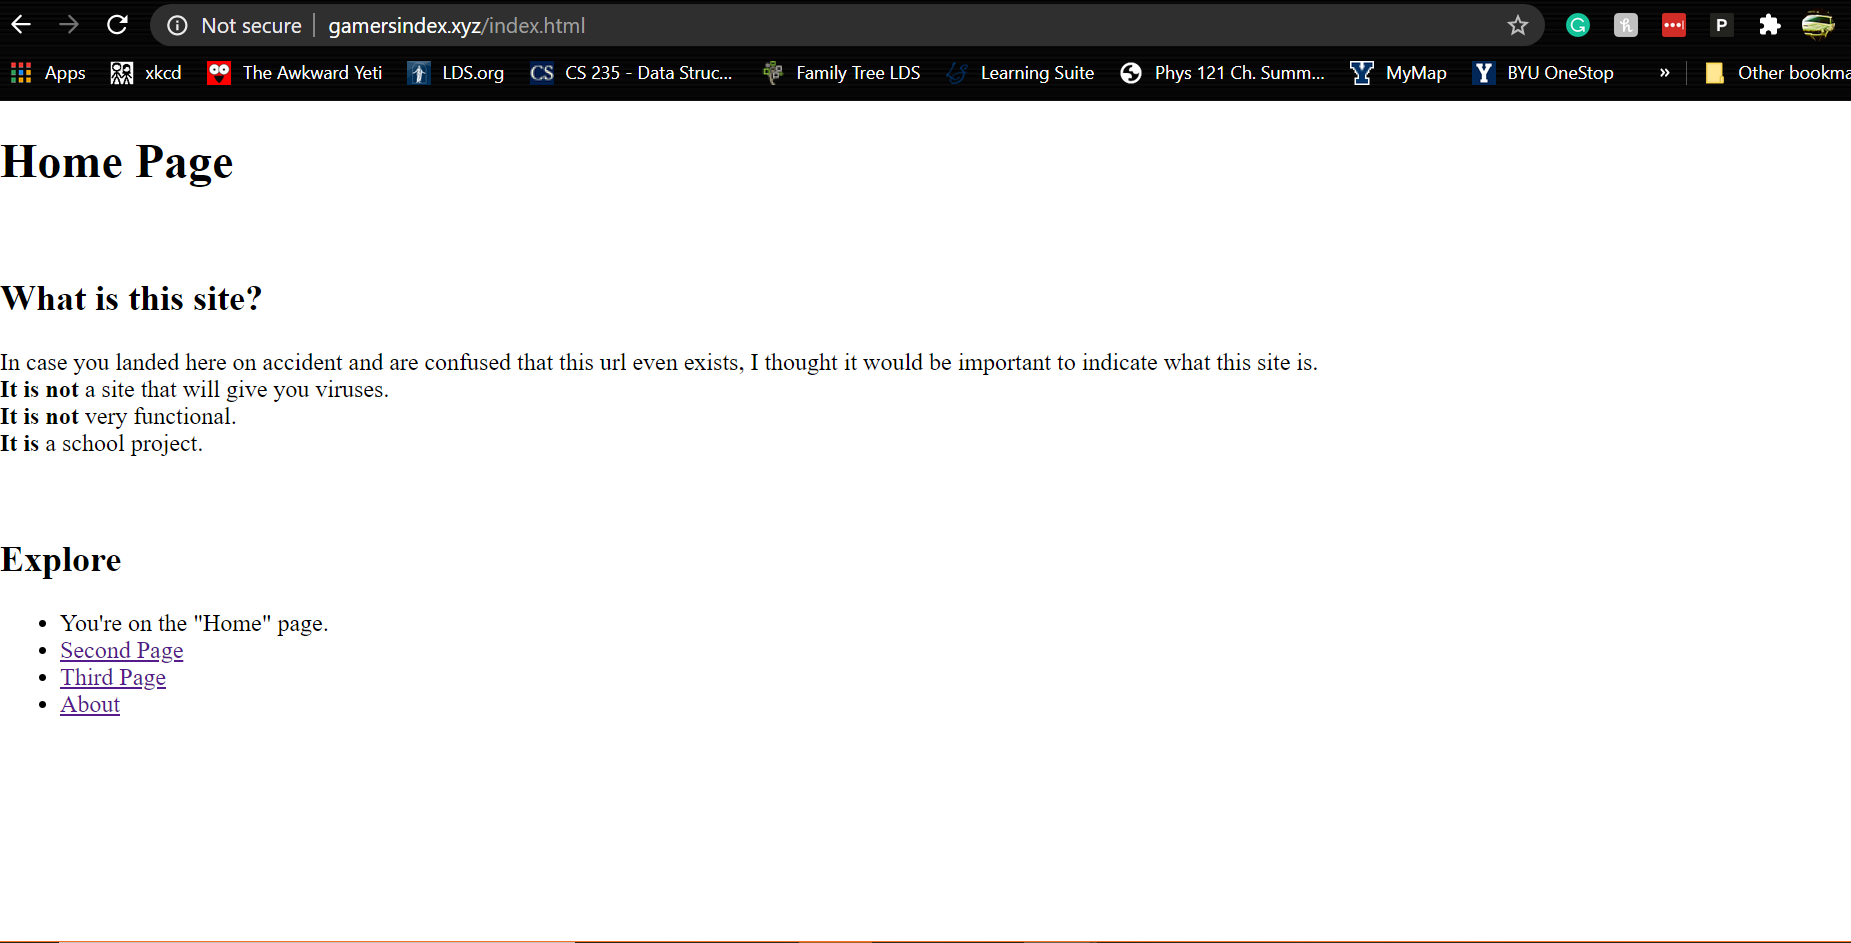 Not secure | gamersindex.xyz/index.html
Apps xkcd The Awkward Yeti LDS.org CS CS 235 - Data Struc... Family Tree LDS Learning Suite Phys 121 Ch. Summ... MyMap BYU OneStop » Other bookma
Home Page
What is this site?
In case you landed here on accident and are confused that this url even exists, I thought it would be important to indicate what this site is.
It is not a site that will give you viruses.
It is not very functional.
It is a school project.
Explore
• You're on the "Home" page.
• Second Page
• Third Page
• About